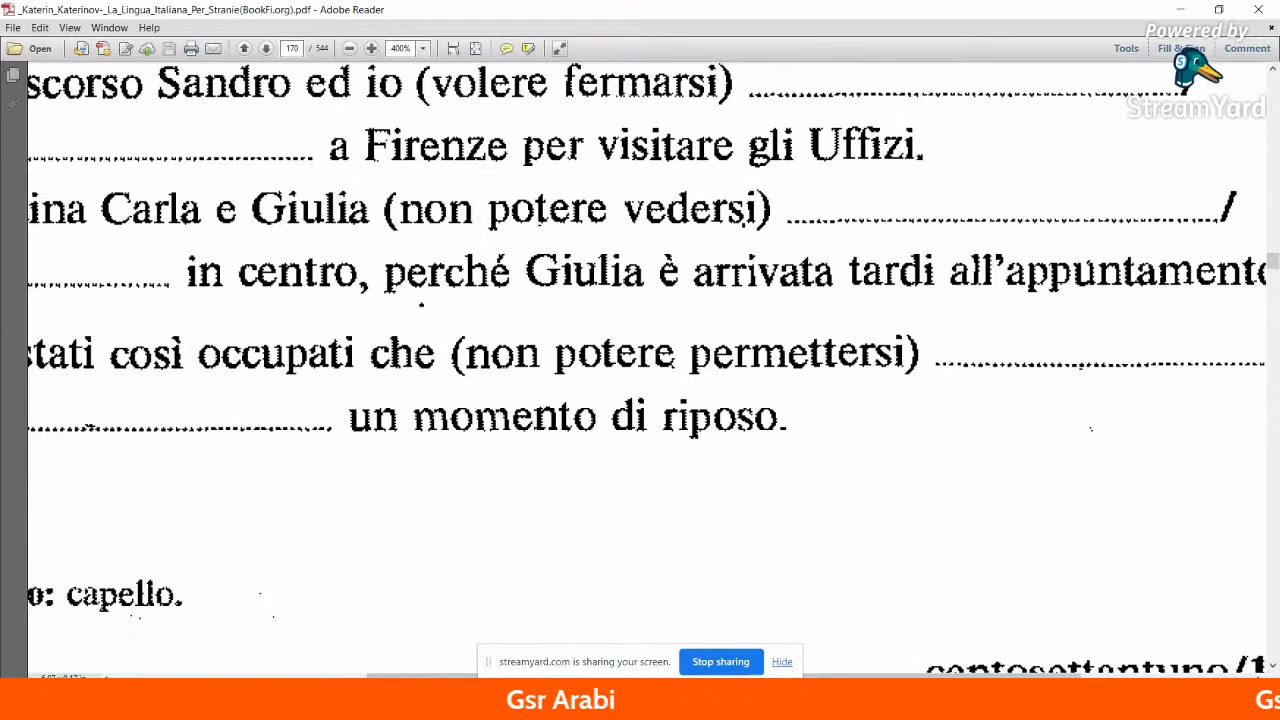 _Katerin_Katerinov-_La_Lingua_Italiana_Per_Stranie(BookFi.org).pdf - Adobe Reader
File Edit View Window Help
Powered by
Open 170 / 544 400% Tools Fill & Sign Comment
StreamYard
scorso Sandro ed io (volere fermarsi) ........................................ /
........................ a Firenze per visitare gli Uffizi.
ina Carla e Giulia (non potere vedersi) ........................................ /
............ in centro, perché Giulia è arrivata tardi all'appuntamento
stati così occupati che (non potere permettersi) ..............................
........................ un momento di riposo.
o: capello.
streamyard.com is sharing your screen. Stop sharing Hide
centosettantuno/1
Gsr Arabi Gs